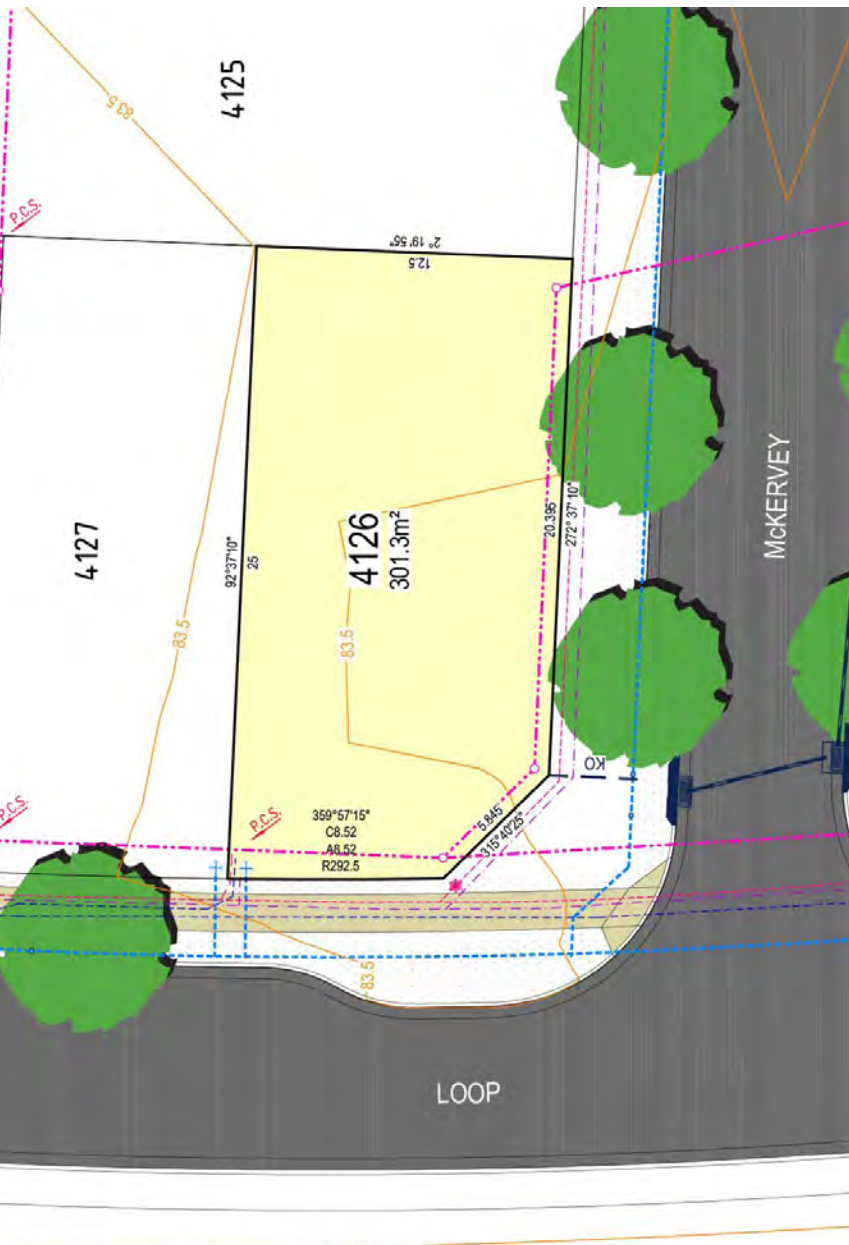 4125
83.5
P.C.S.
2° 19' 55"
12.5
4127
92°37'10"
25
4126
301.3m²
20.395
272° 37' 10"
McKERVEY
83.5
83.5
KO
P.C.S.
P.C.S.
359°57'15"
C8.52
A8.52
R292.5
5.845
315°40'25"
83.5
LOOP